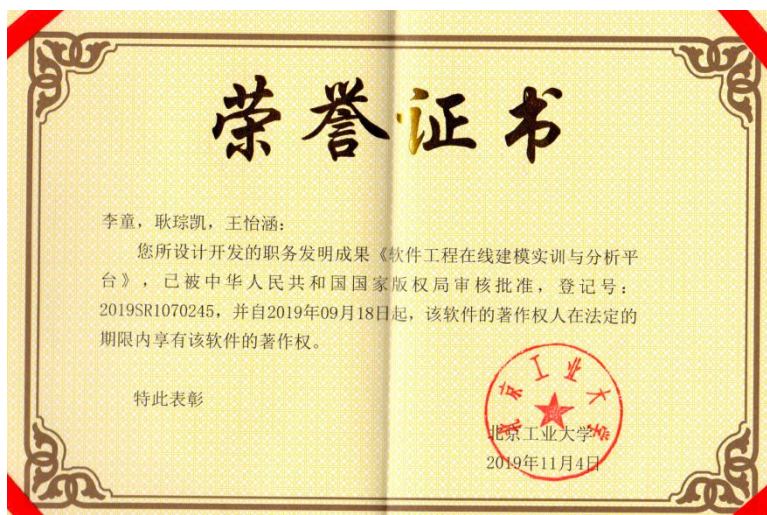 荣誉证书
李童，耿琮凯，王怡涵：
您所设计开发的职务发明成果《软件工程在线建模实训与分析平
台》，已被中华人民共和国国家版权局审核批准，登记号：
2019SR1070245，并自2019年09月18日起，该软件的著作权人在法定的
期限内享有该软件的著作权。
特此表彰
北京工业大学
北京工业大学
2019年11月4日